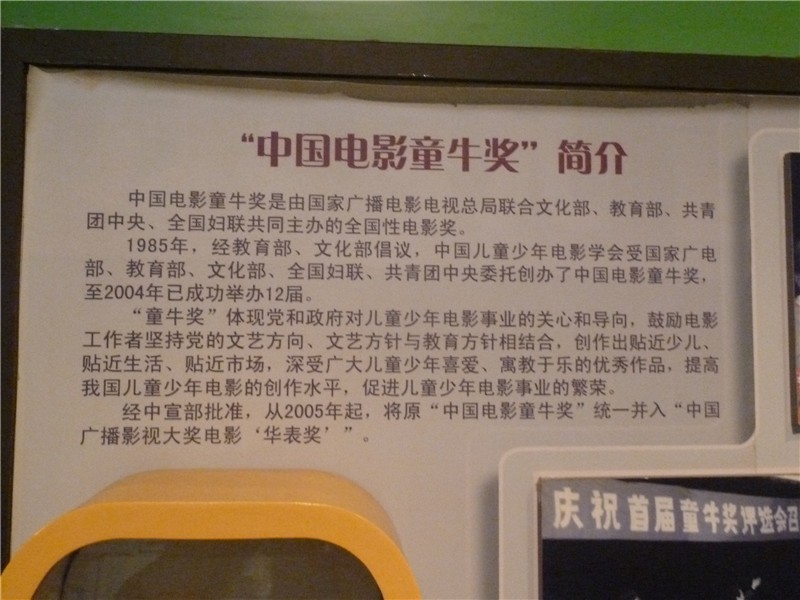 “中国电影童牛奖”简介
中国电影童牛奖是由国家广播电影电视总局联合文化部、教育部、共青
团中央、全国妇联共同主办的全国性电影奖。
1985年，经教育部、文化部倡议，中国儿童少年电影学会受国家广电
部、教育部、文化部、全国妇联、共青团中央委托创办了中国电影童牛奖，
至2004年已成功举办12届。
“童牛奖”体现党和政府对儿童少年电影事业的关心和导向，鼓励电影
工作者坚持党的文艺方向、文艺方针与教育方针相结合，创作出贴近少儿、
贴近生活、贴近市场，深受广大儿童少年喜爱、寓教于乐的优秀作品，提高
我国儿童少年电影的创作水平，促进儿童少年电影事业的繁荣。
经中宣部批准，从2005年起，将原“中国电影童牛奖”统一并入“中国
广播影视大奖电影‘华表奖’”。
庆祝首届童牛奖评选会召